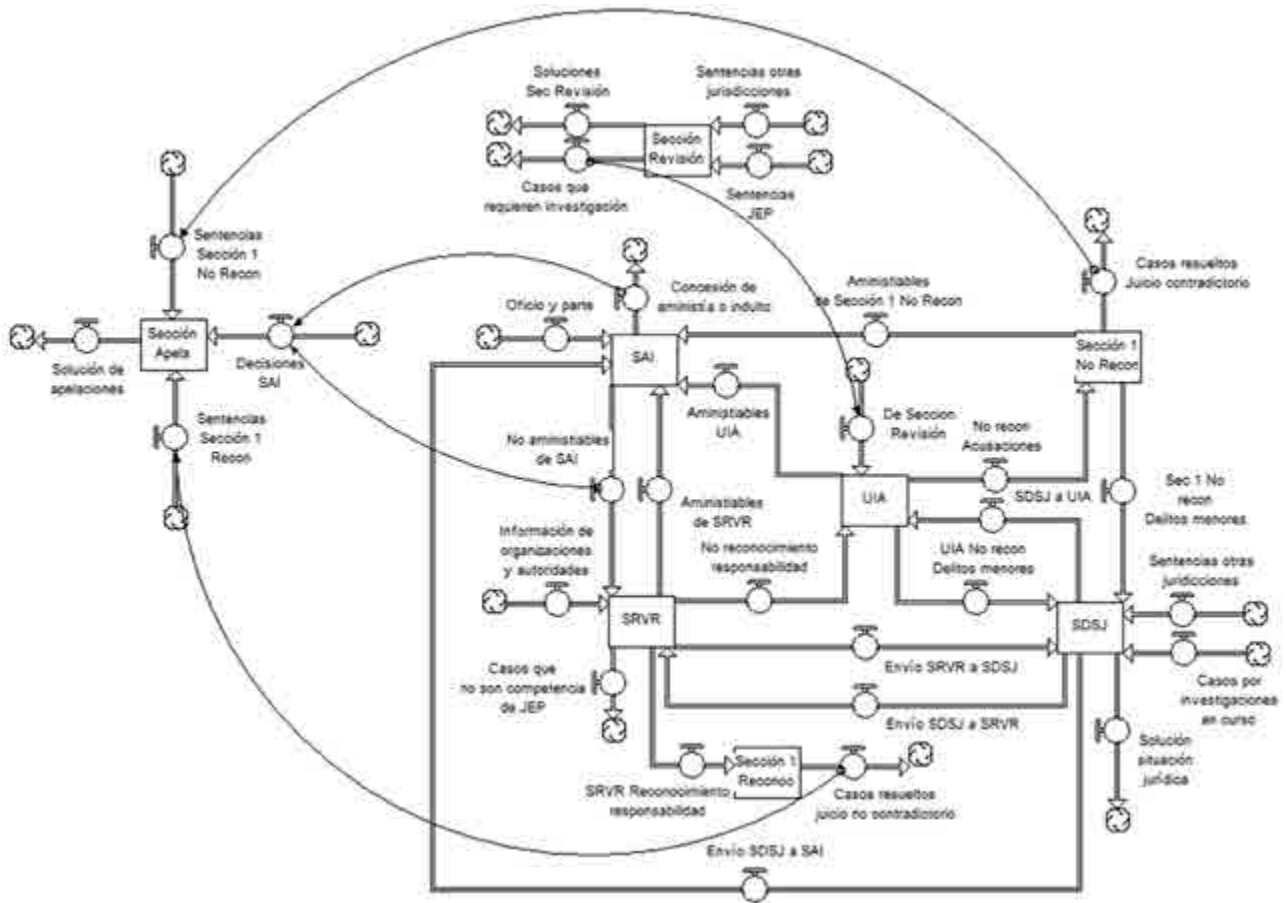 Soluciones
Sec Revisión
Sentencias otras
jurisdicciones
Sección
Revisión
Casos que
requieren investigación
Sentencias
JEP
Sentencias
Sección 1
No Recon
Concesión de
amnistía o indulto
Oficio y parte
Aministiables
de Sección 1 No Recon
Casos resueltos
Juicio contradictorio
Sección
Apela
Solución de
apelaciones
Decisiones
SAI
SAI
Sección 1
No Recon
Sentencias
Sección 1
Recon
Aministiables
UIA
De Seccion
Revisión
No recon
Acusaciones
No aministiables
de SAI
UIA
SDSJ a UIA
Sec 1 No
recon
Delitos menores
Aministiables
de SRVR
Información de
organizaciones
y autoridades
No reconocimiento
responsabilidad
UIA No recon
Delitos menores
Sentencias otras
juridicciones
SRVR
SDSJ
Envío SRVR a SDSJ
Casos que
no son competencia
de JEP
Casos por
investigaciones
en curso
Envío SDSJ a SRVR
Solución
situación
jurídica
Sección 1
Reconoc
SRVR Reconocimiento
responsabilidad
Casos resueltos
juicio no contradictorio
Envío SDSJ a SAI